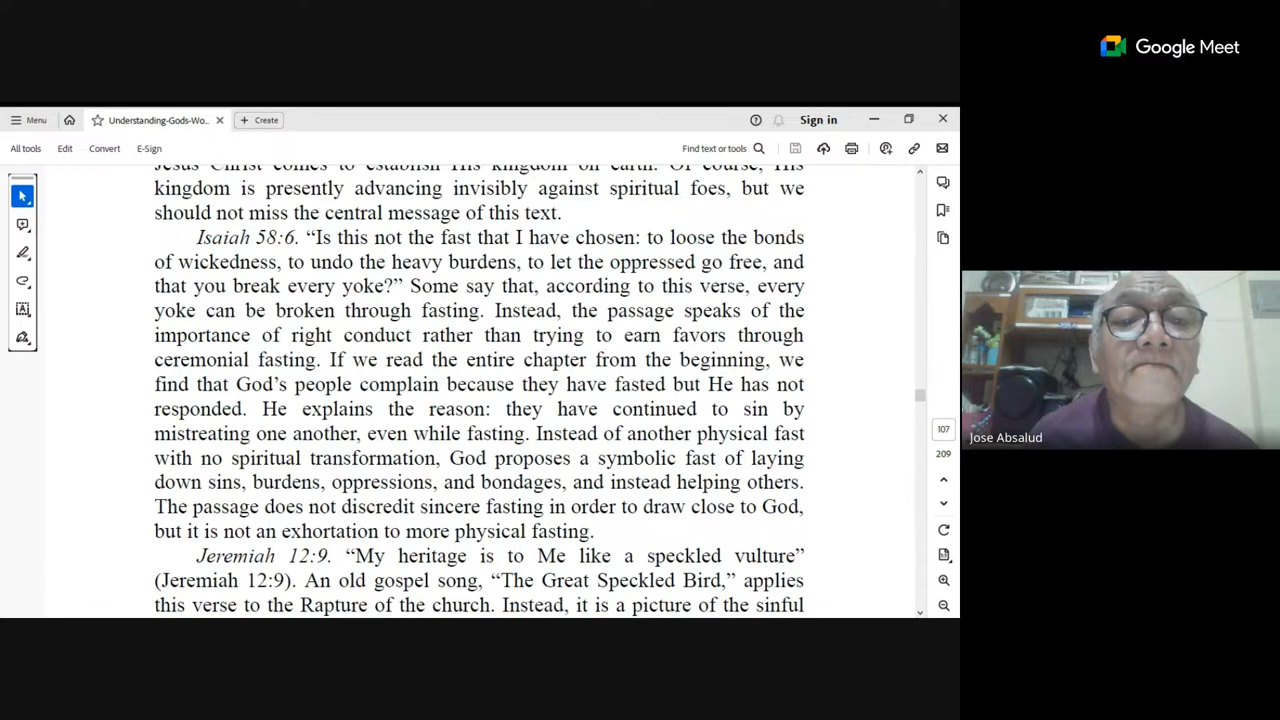 Google Meet
Menu
Understanding-Gods-Wo...
Create
Sign in
All tools
Edit
Convert
E-Sign
Find text or tools
Jesus Christ comes to establish His kingdom on earth. Of course, His
kingdom is presently advancing invisibly against spiritual foes, but we
should not miss the central message of this text.
Isaiah 58:6. “Is this not the fast that I have chosen: to loose the bonds
of wickedness, to undo the heavy burdens, to let the oppressed go free, and
that you break every yoke?” Some say that, according to this verse, every
yoke can be broken through fasting. Instead, the passage speaks of the
importance of right conduct rather than trying to earn favors through
ceremonial fasting. If we read the entire chapter from the beginning, we
find that God’s people complain because they have fasted but He has not
responded. He explains the reason: they have continued to sin by
mistreating one another, even while fasting. Instead of another physical fast
with no spiritual transformation, God proposes a symbolic fast of laying
down sins, burdens, oppressions, and bondages, and instead helping others.
The passage does not discredit sincere fasting in order to draw close to God,
but it is not an exhortation to more physical fasting.
Jeremiah 12:9. “My heritage is to Me like a speckled vulture”
(Jeremiah 12:9). An old gospel song, “The Great Speckled Bird,” applies
this verse to the Rapture of the church. Instead, it is a picture of the sinful
107
209
Jose Absalud